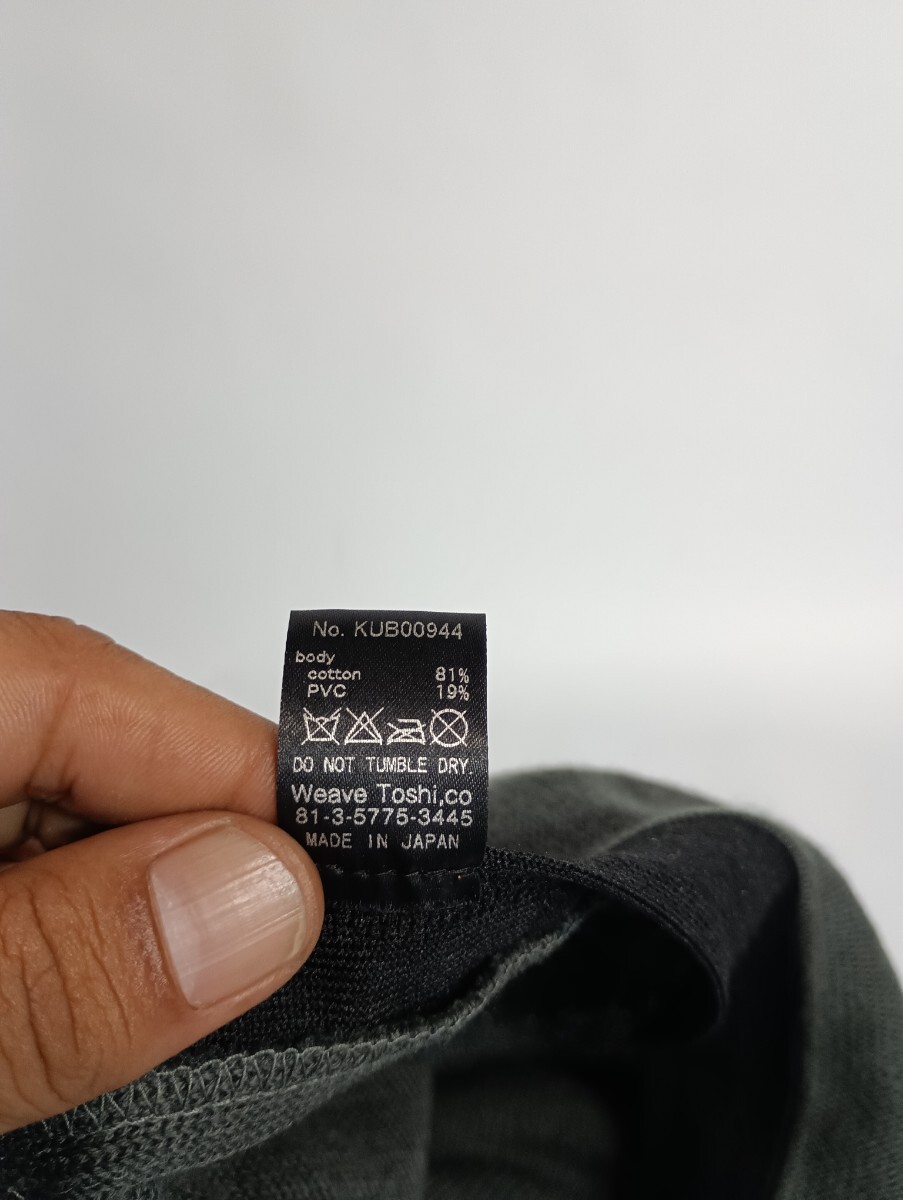 No. KUB00944
body
cotton 81%
PVC 19%
DO NOT TUMBLE DRY.
Weave Toshi,co
81-3-5775-3445
MADE IN JAPAN